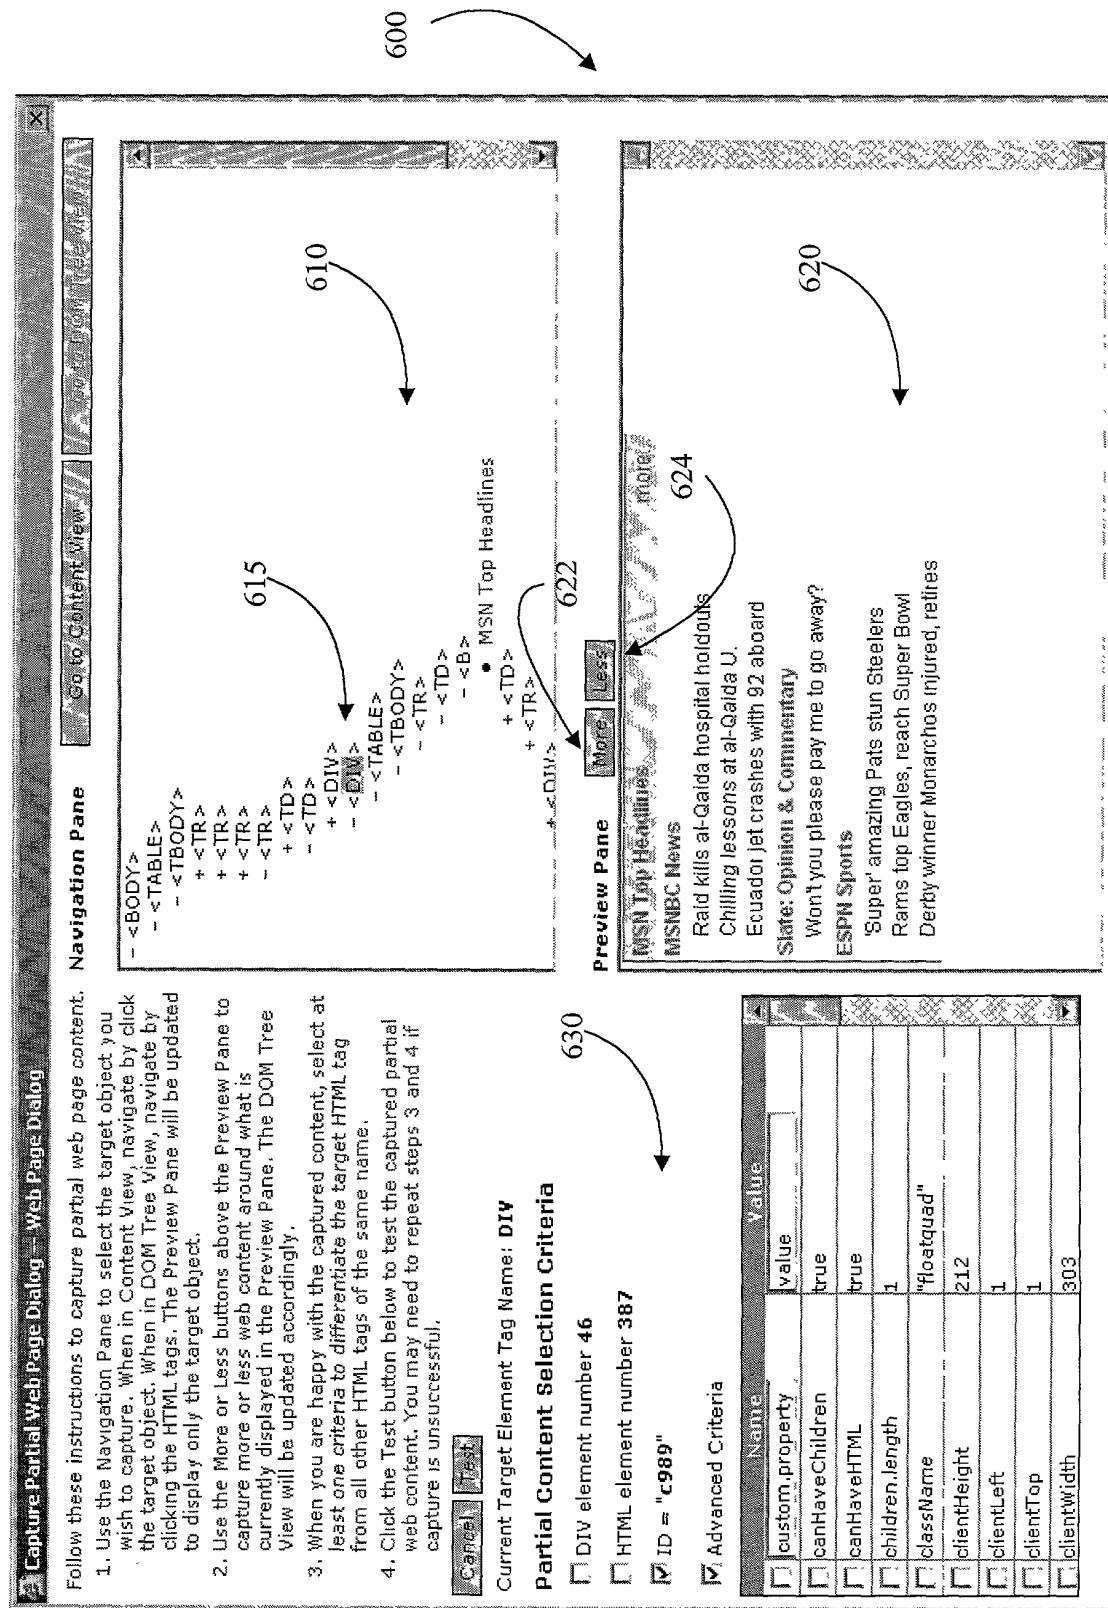 600
Capture Partial Web Page Dialog — Web Page Dialog
Follow these instructions to capture partial web page content.
1. Use the Navigation Pane to select the target object you
wish to capture. When in Content View, navigate by click
the target object. When in DOM Tree View, navigate by
clicking the HTML tags. The Preview Pane will be updated
to display only the target object.
2. Use the More or Less buttons above the Preview Pane to
capture more or less web content around what is
currently displayed in the Preview Pane. The DOM Tree
View will be updated accordingly.
3. When you are happy with the captured content, select at
least one criteria to differentiate the target HTML tag
from all other HTML tags of the same name.
4. Click the Test button below to test the captured partial
web content. You may need to repeat steps 3 and 4 if
capture is unsuccessful.
Cancel Test
Current Target Element Tag Name: DIV
Partial Content Selection Criteria
DIV element number 46
HTML element number 387
ID = "c989"
Advanced Criteria
630
Name Value
custom.property value
canHaveChildren true
canHaveHTML true
children.length 1
className "floatquad"
clientHeight 212
clientLeft 1
clientTop 1
clientWidth 303
Navigation Pane
Go to Content View Go to DOM Tree View
– <BODY>
– <TABLE>
– <TBODY>
+ <TR>
+ <TR>
+ <TR>
– <TR>
+ <TD>
– <TD>
+ <DIV>
– <DIV>
– <TABLE>
– <TBODY>
– <TR>
– <TD>
– <B>
• MSN Top Headlines
+ <TD>
+ <TR>
+ <DIV>
615
610
622
Preview Pane
More Less
624
MSN Top Headlines more
MSNBC News
Raid kills al-Qaida hospital holdouts
Chilling lessons at al-Qaida U.
Ecuador jet crashes with 92 aboard
Slate: Opinion & Commentary
Won't you please pay me to go away?
ESPN Sports
'Super' amazing Pats stun Steelers
Rams top Eagles, reach Super Bowl
Derby winner Monarchos injured, retires
620